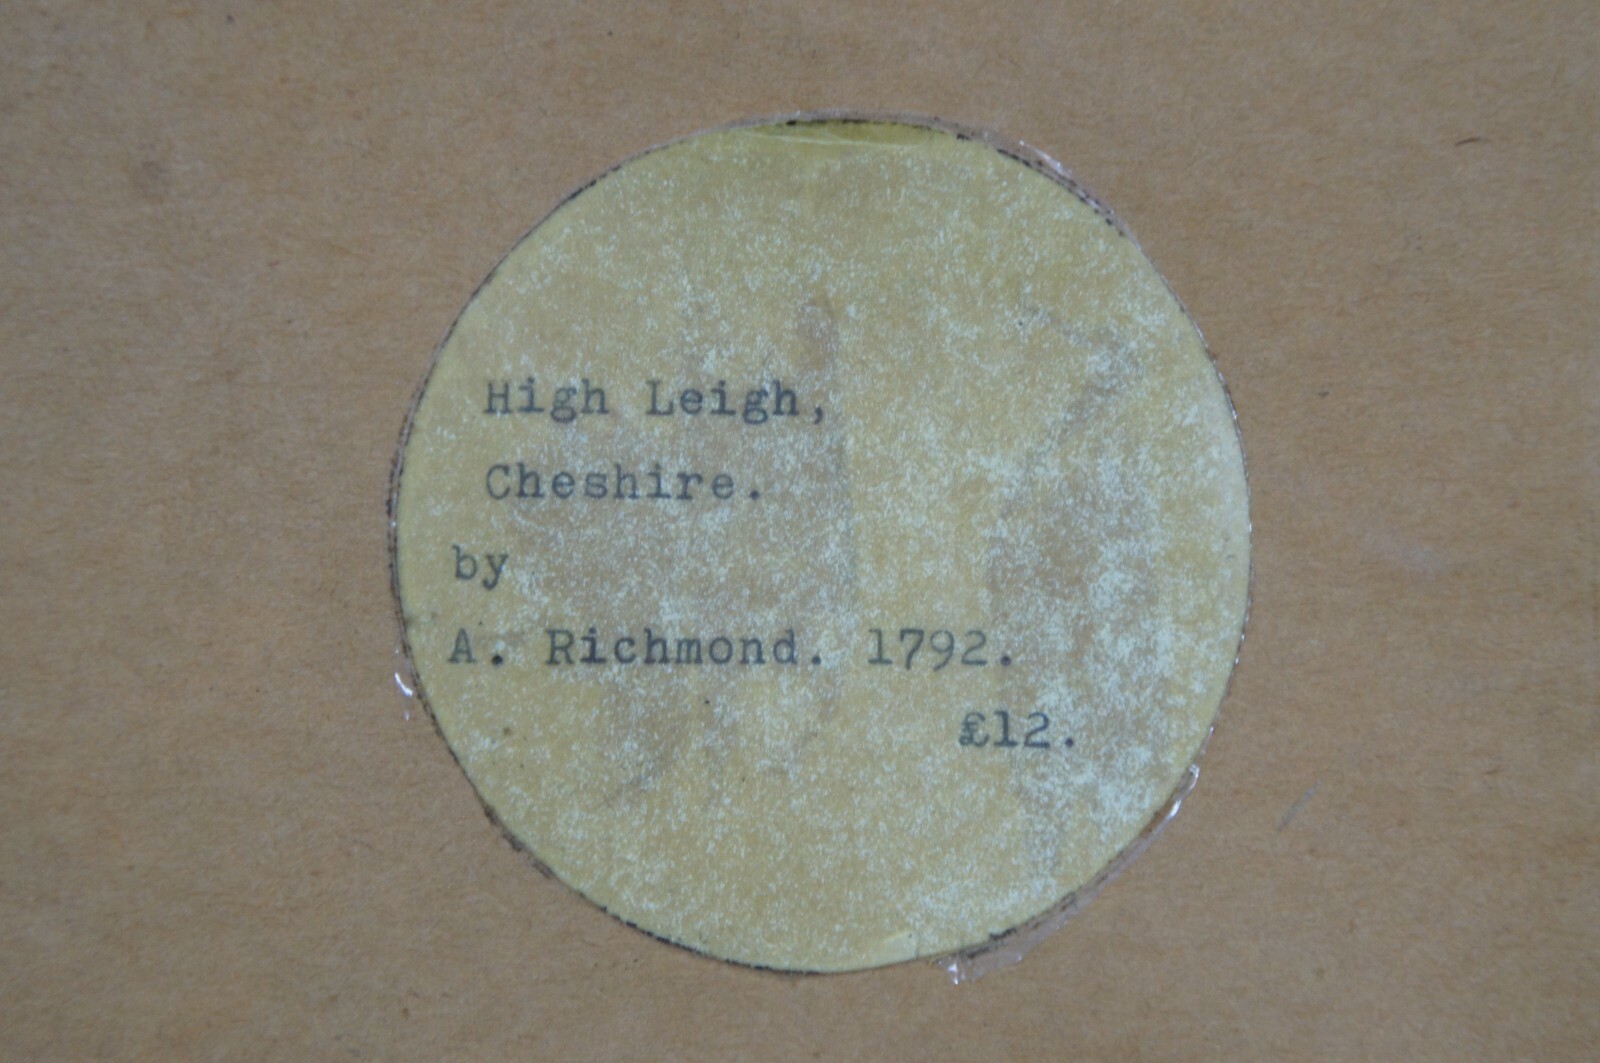 High Leigh,
Cheshire.
by
A. Richmond. 1792.
£12.